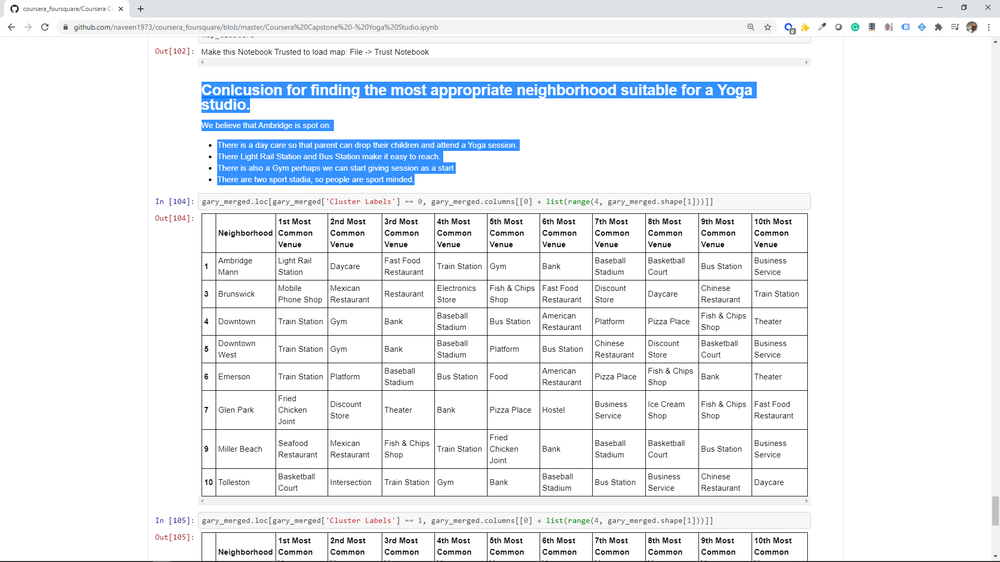 coursera_foursquare/Coursera Ca
github.com/naveen1973/coursera_foursquare/blob/master/Coursera%20Capstone%20-%20Yoga%20Studio.ipynb
0
Out[102]: Make this Notebook Trusted to load map: File -> Trust Notebook
Conlcusion for finding the most appropriate neighborhood suitable for a Yoga
studio.
We believe that Ambridge is spot on:
There is a day care so that parent can drop their children and attend a Yoga session.
There Light Rail Station and Bus Station make it easy to reach.
There is also a Gym perhaps we can start giving session as a start
There are two sport stadia, so people are sport minded.
In [104]: gary_merged.loc[gary_merged['Cluster Labels'] == 0, gary_merged.columns[[0] + list(range(4, gary_merged.shape[1]))]]
Out[104]:
Neighborhood 1st Most Common Venue 2nd Most Common Venue 3rd Most Common Venue 4th Most Common Venue 5th Most Common Venue 6th Most Common Venue 7th Most Common Venue 8th Most Common Venue 9th Most Common Venue 10th Most Common Venue
1 Ambridge Mann Light Rail Station Daycare Fast Food Restaurant Train Station Gym Bank Baseball Stadium Basketball Court Bus Station Business Service
3 Brunswick Mobile Phone Shop Mexican Restaurant Restaurant Electronics Store Fish & Chips Shop Fast Food Restaurant Discount Store Daycare Chinese Restaurant Train Station
4 Downtown Train Station Gym Bank Baseball Stadium Bus Station American Restaurant Platform Pizza Place Fish & Chips Shop Theater
5 Downtown West Train Station Gym Bank Baseball Stadium Platform Bus Station Chinese Restaurant Discount Store Basketball Court Business Service
6 Emerson Train Station Platform Baseball Stadium Bus Station Food American Restaurant Pizza Place Fish & Chips Shop Bank Theater
7 Glen Park Fried Chicken Joint Discount Store Theater Bank Pizza Place Hostel Business Service Ice Cream Shop Fish & Chips Shop Fast Food Restaurant
9 Miller Beach Seafood Restaurant Mexican Restaurant Fish & Chips Shop Train Station Fried Chicken Joint Bank Baseball Stadium Basketball Court Bus Station Business Service
10 Tolleston Basketball Court Intersection Train Station Gym Bank Baseball Stadium Bus Station Business Service Chinese Restaurant Daycare
In [105]: gary_merged.loc[gary_merged['Cluster Labels'] == 1, gary_merged.columns[[0] + list(range(4, gary_merged.shape[1]))]]
Out[105]:
Neighborhood 1st Most Common 2nd Most Common 3rd Most Common 4th Most Common 5th Most Common 6th Most Common 7th Most Common 8th Most Common 9th Most Common 10th Most Common